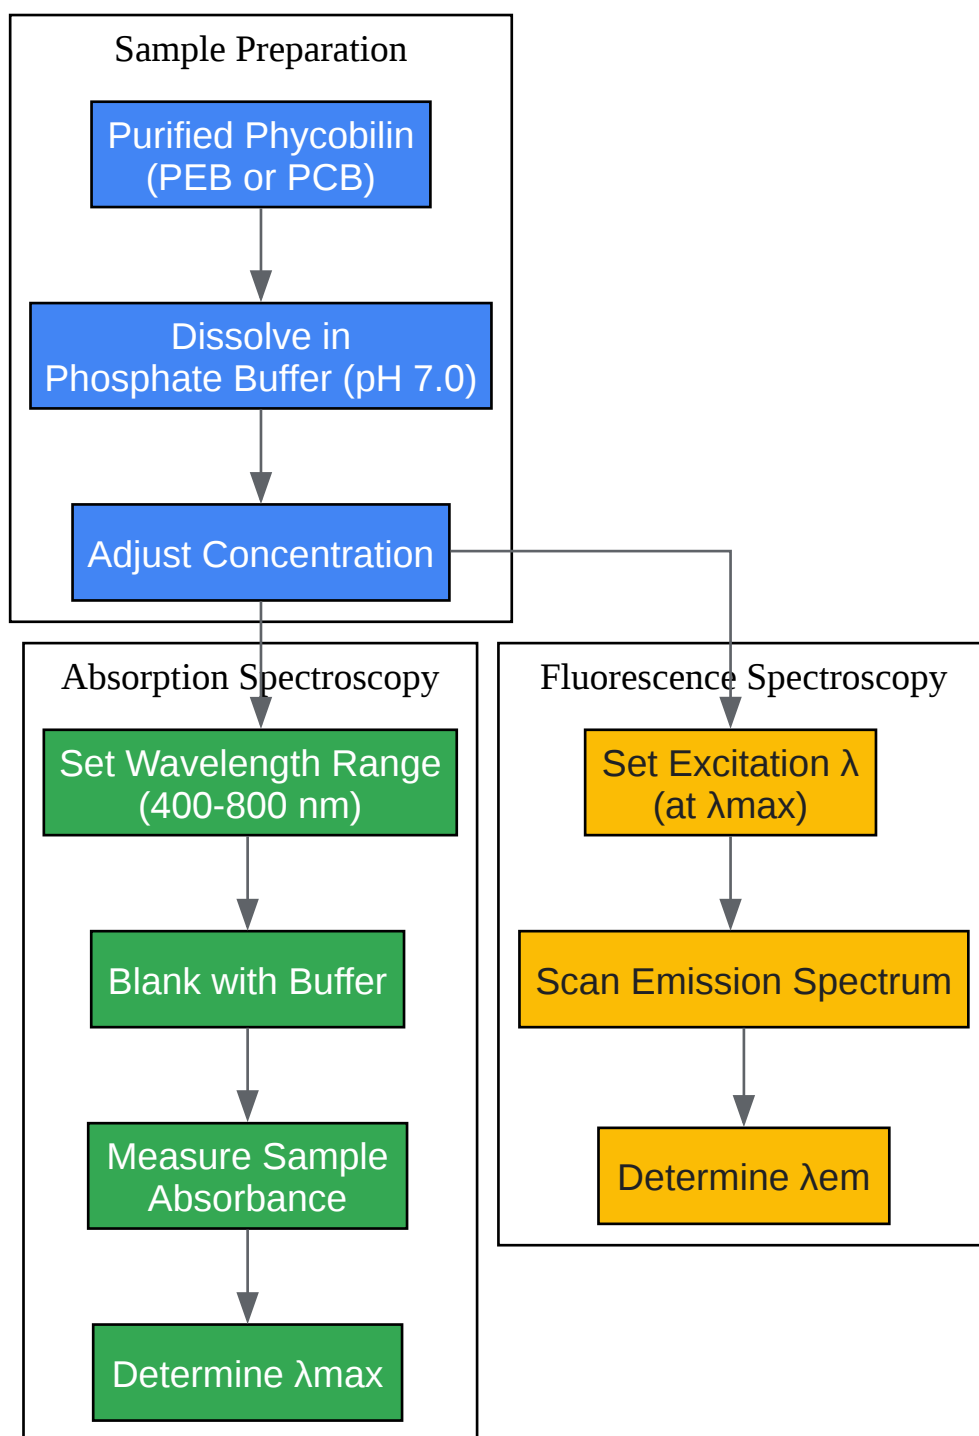 Sample Preparation
Purified Phycobilin
(PEB or PCB)
Dissolve in
Phosphate Buffer (pH 7.0)
Adjust Concentration
Absorption Spectroscopy
Set Wavelength Range
(400-800 nm)
Blank with Buffer
Measure Sample
Absorbance
Determine λmax
Fluorescence Spectroscopy
Set Excitation λ
(at λmax)
Scan Emission Spectrum
Determine λem